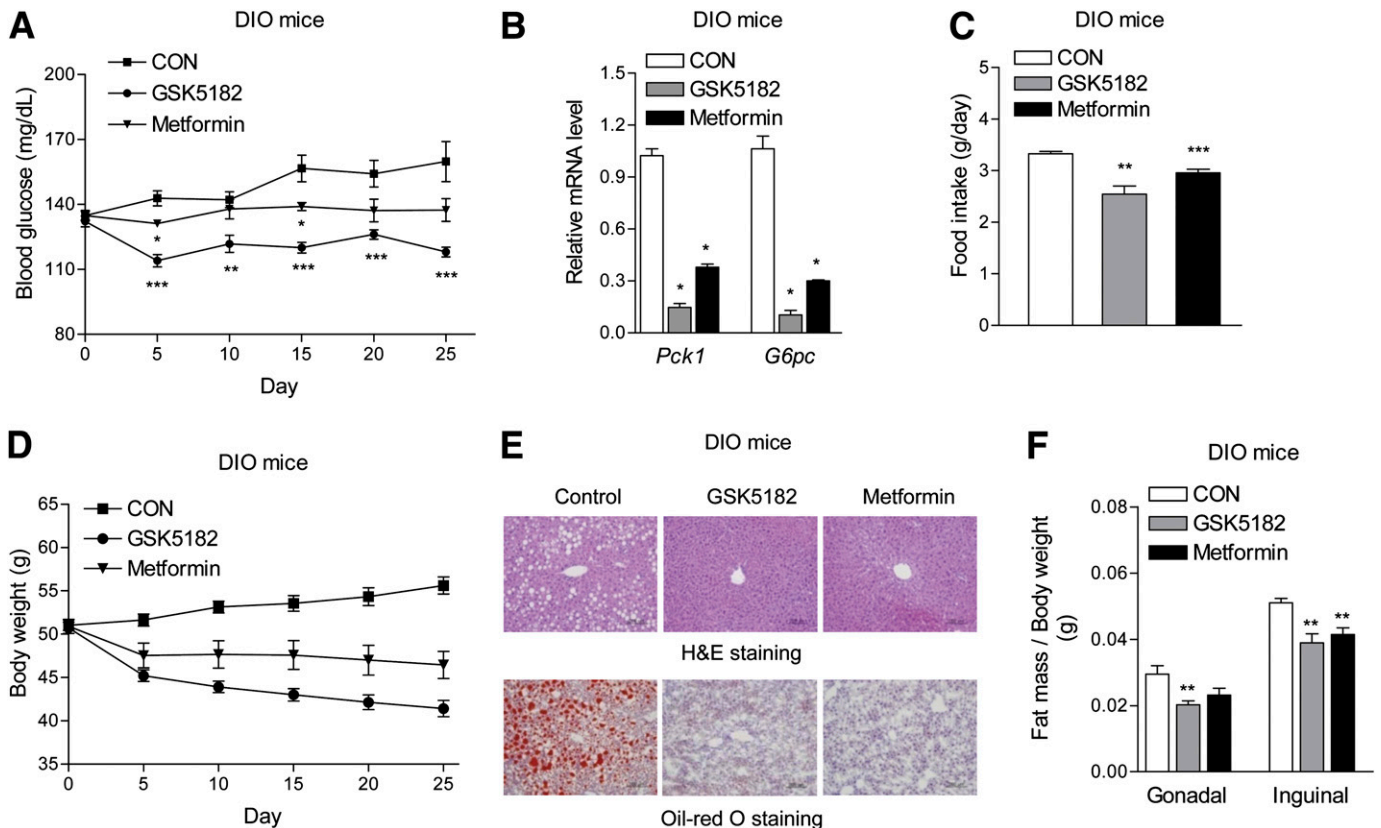 A
DIO mice
CON
GSK5182
Metformin
Blood glucose (mg/dL)
200
170
140
110
80
*
*
***
**
***
***
***
0 5 10 15 20 25
Day
B
DIO mice
CON
GSK5182
Metformin
Relative mRNA level
1.5
1.2
0.9
0.6
0.3
0.0
*
*
*
*
Pck1 G6pc
C
DIO mice
CON
GSK5182
Metformin
Food intake (g/day)
5
4
3
2
1
0
**
***
D
DIO mice
CON
GSK5182
Metformin
Body weight (g)
65
60
55
50
45
40
35
0 5 10 15 20 25
Day
E
DIO mice
Control GSK5182 Metformin
H&E staining
Oil-red O staining
F
DIO mice
CON
GSK5182
Metformin
Fat mass / Body weight
(g)
0.08
0.06
0.04
0.02
0.00
**
**
**
Gonadal Inguinal